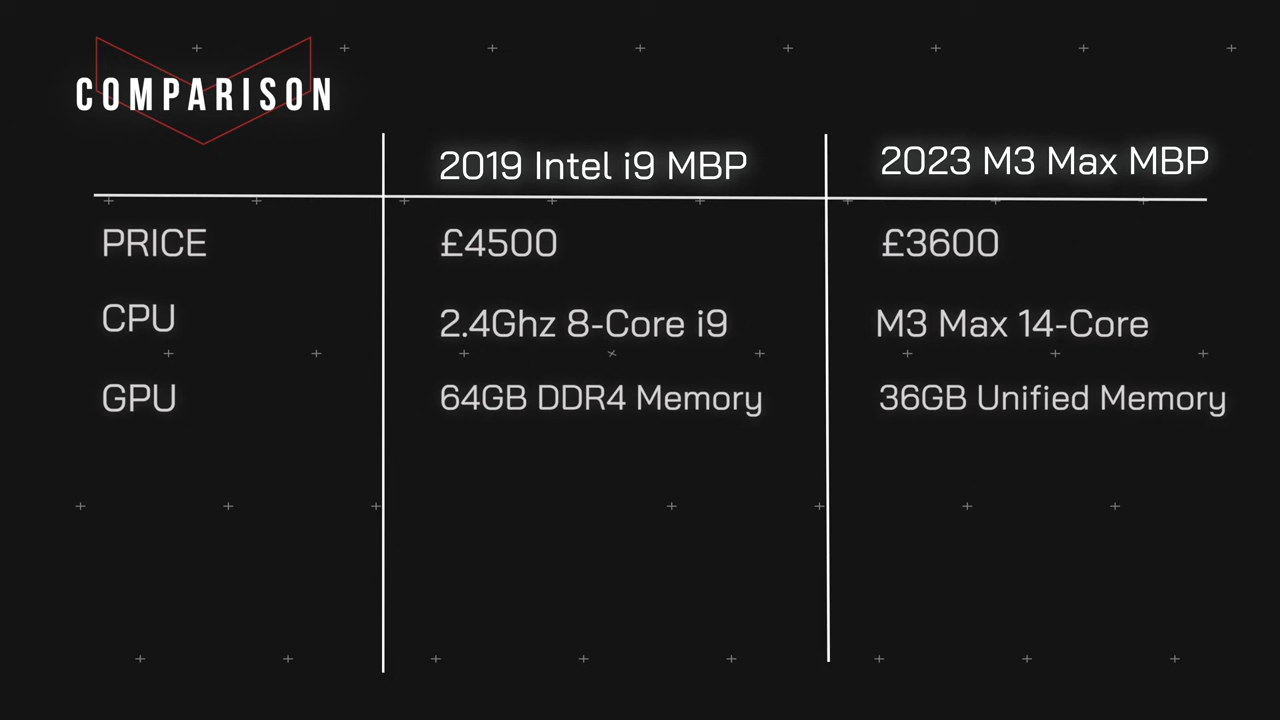 COMPARISON
2019 Intel i9 MBP
2023 M3 Max MBP
PRICE
£4500
£3600
CPU
2.4Ghz 8-Core i9
M3 Max 14-Core
GPU
64GB DDR4 Memory
36GB Unified Memory